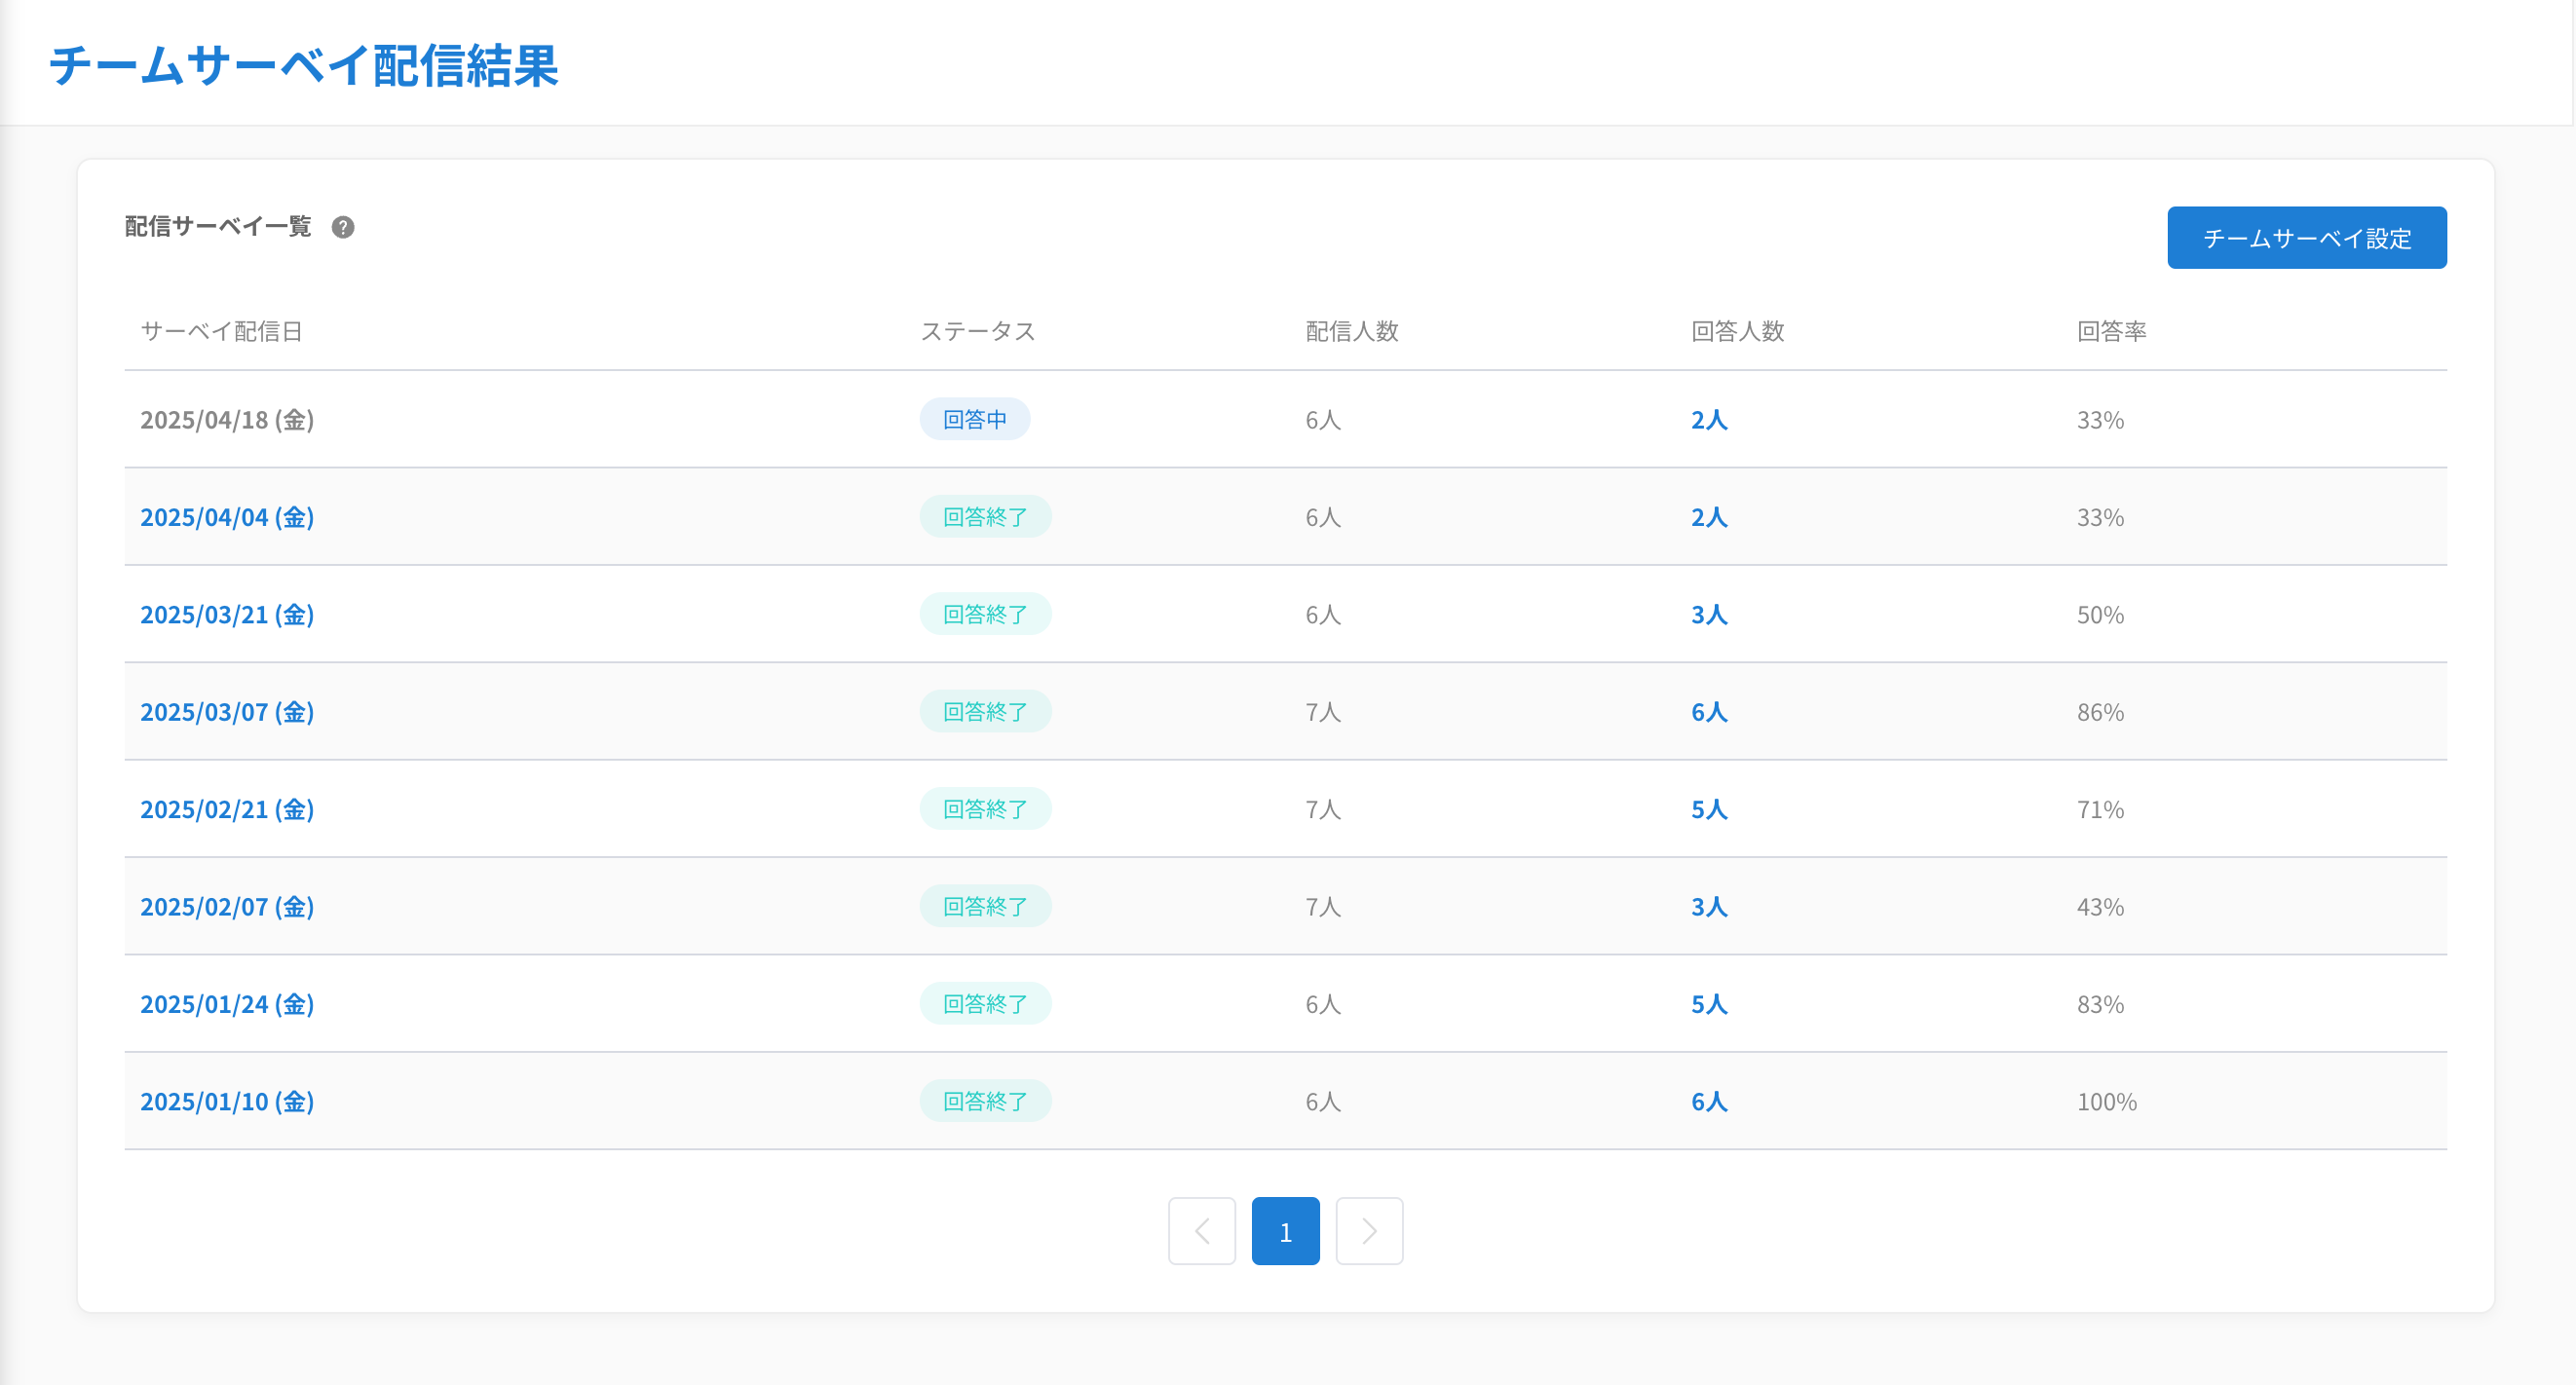 チームサーベイ配信結果
配信サーベイ一覧 ?
チームサーベイ設定
サーベイ配信日 ステータス 配信人数 回答人数 回答率
2025/04/18 (金) 回答中 6人 2人 33%
2025/04/04 (金) 回答終了 6人 2人 33%
2025/03/21 (金) 回答終了 6人 3人 50%
2025/03/07 (金) 回答終了 7人 6人 86%
2025/02/21 (金) 回答終了 7人 5人 71%
2025/02/07 (金) 回答終了 7人 3人 43%
2025/01/24 (金) 回答終了 6人 5人 83%
2025/01/10 (金) 回答終了 6人 6人 100%
1